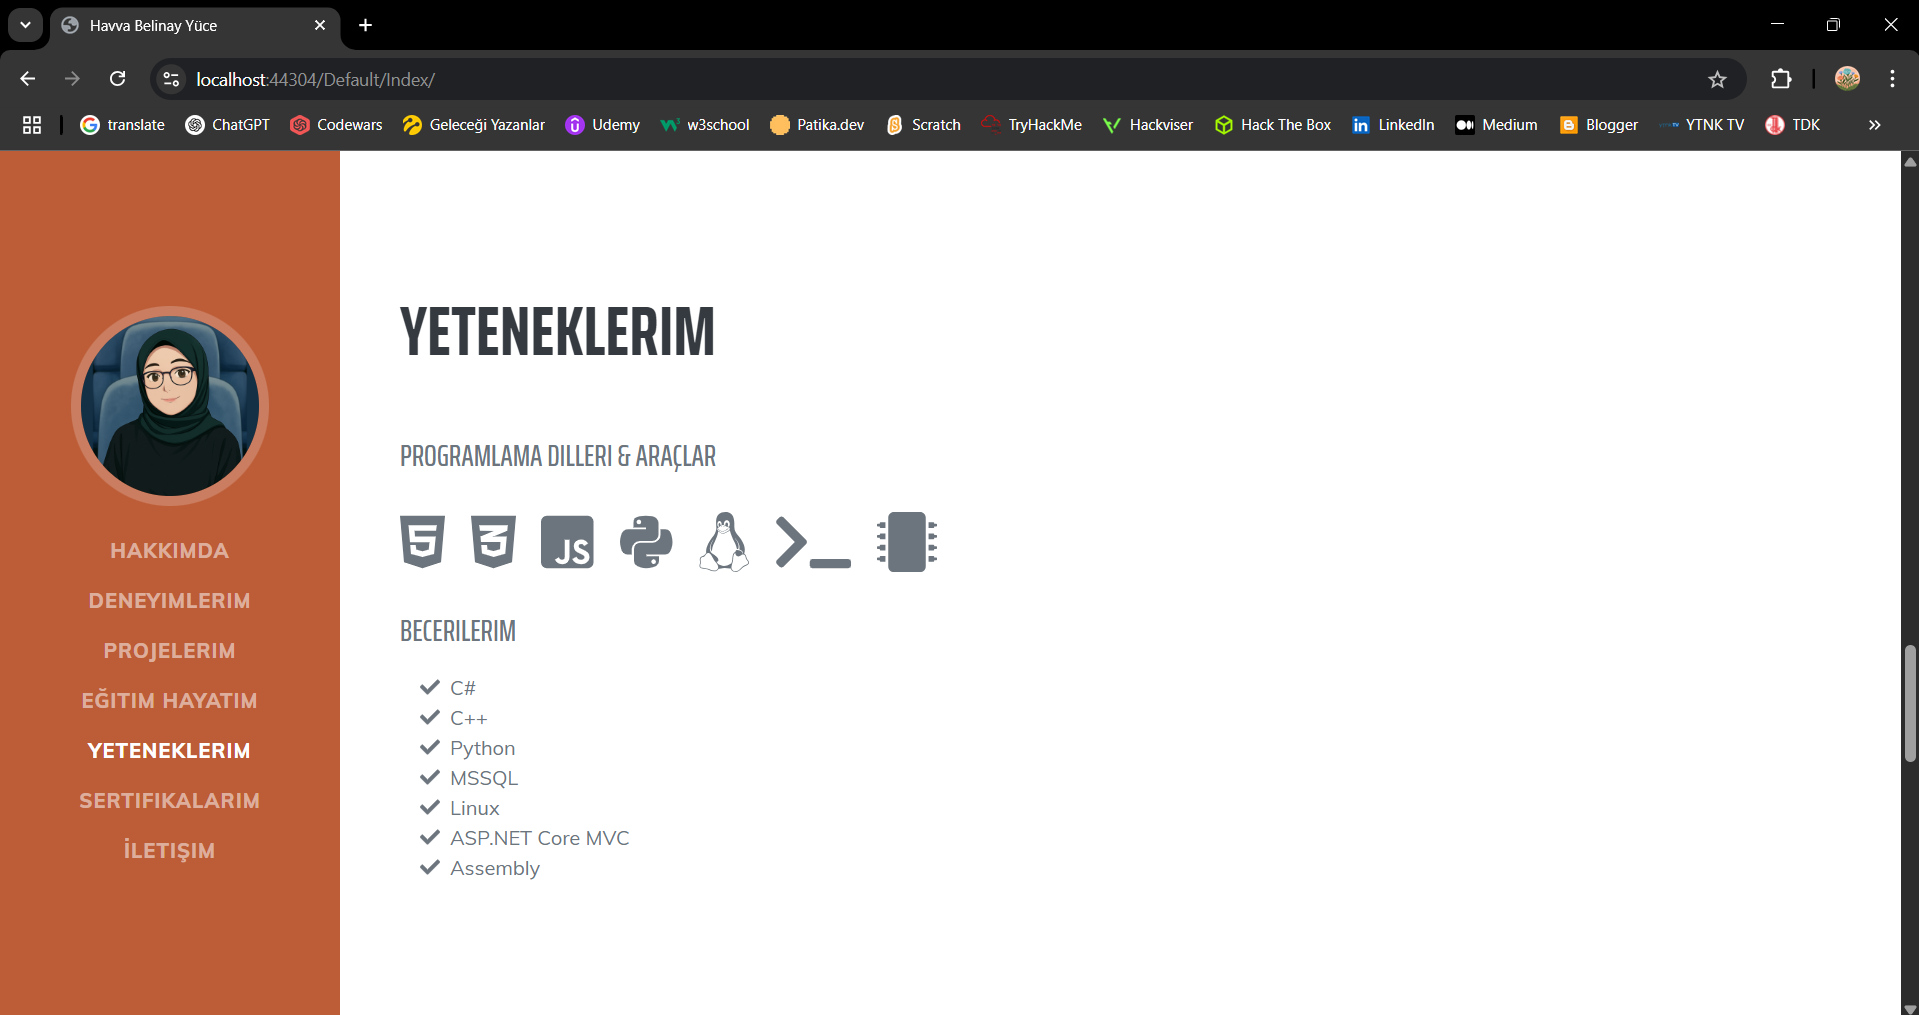 Havva Belinay Yüce
localhost:44304/Default/Index/
translate ChatGPT Codewars Geleceği Yazanlar Udemy w3school Patika.dev Scratch TryHackMe Hackviser Hack The Box LinkedIn Medium Blogger YTNK TV TDK
HAKKIMDA
DENEYIMLERIM
PROJELERIM
EĞITIM HAYATIM
YETENEKLERIM
SERTIFIKALARIM
İLETIŞIM
YETENEKLERIM
PROGRAMLAMA DILLERI & ARAÇLAR
JS
BECERILERIM
C#
C++
Python
MSSQL
Linux
ASP.NET Core MVC
Assembly